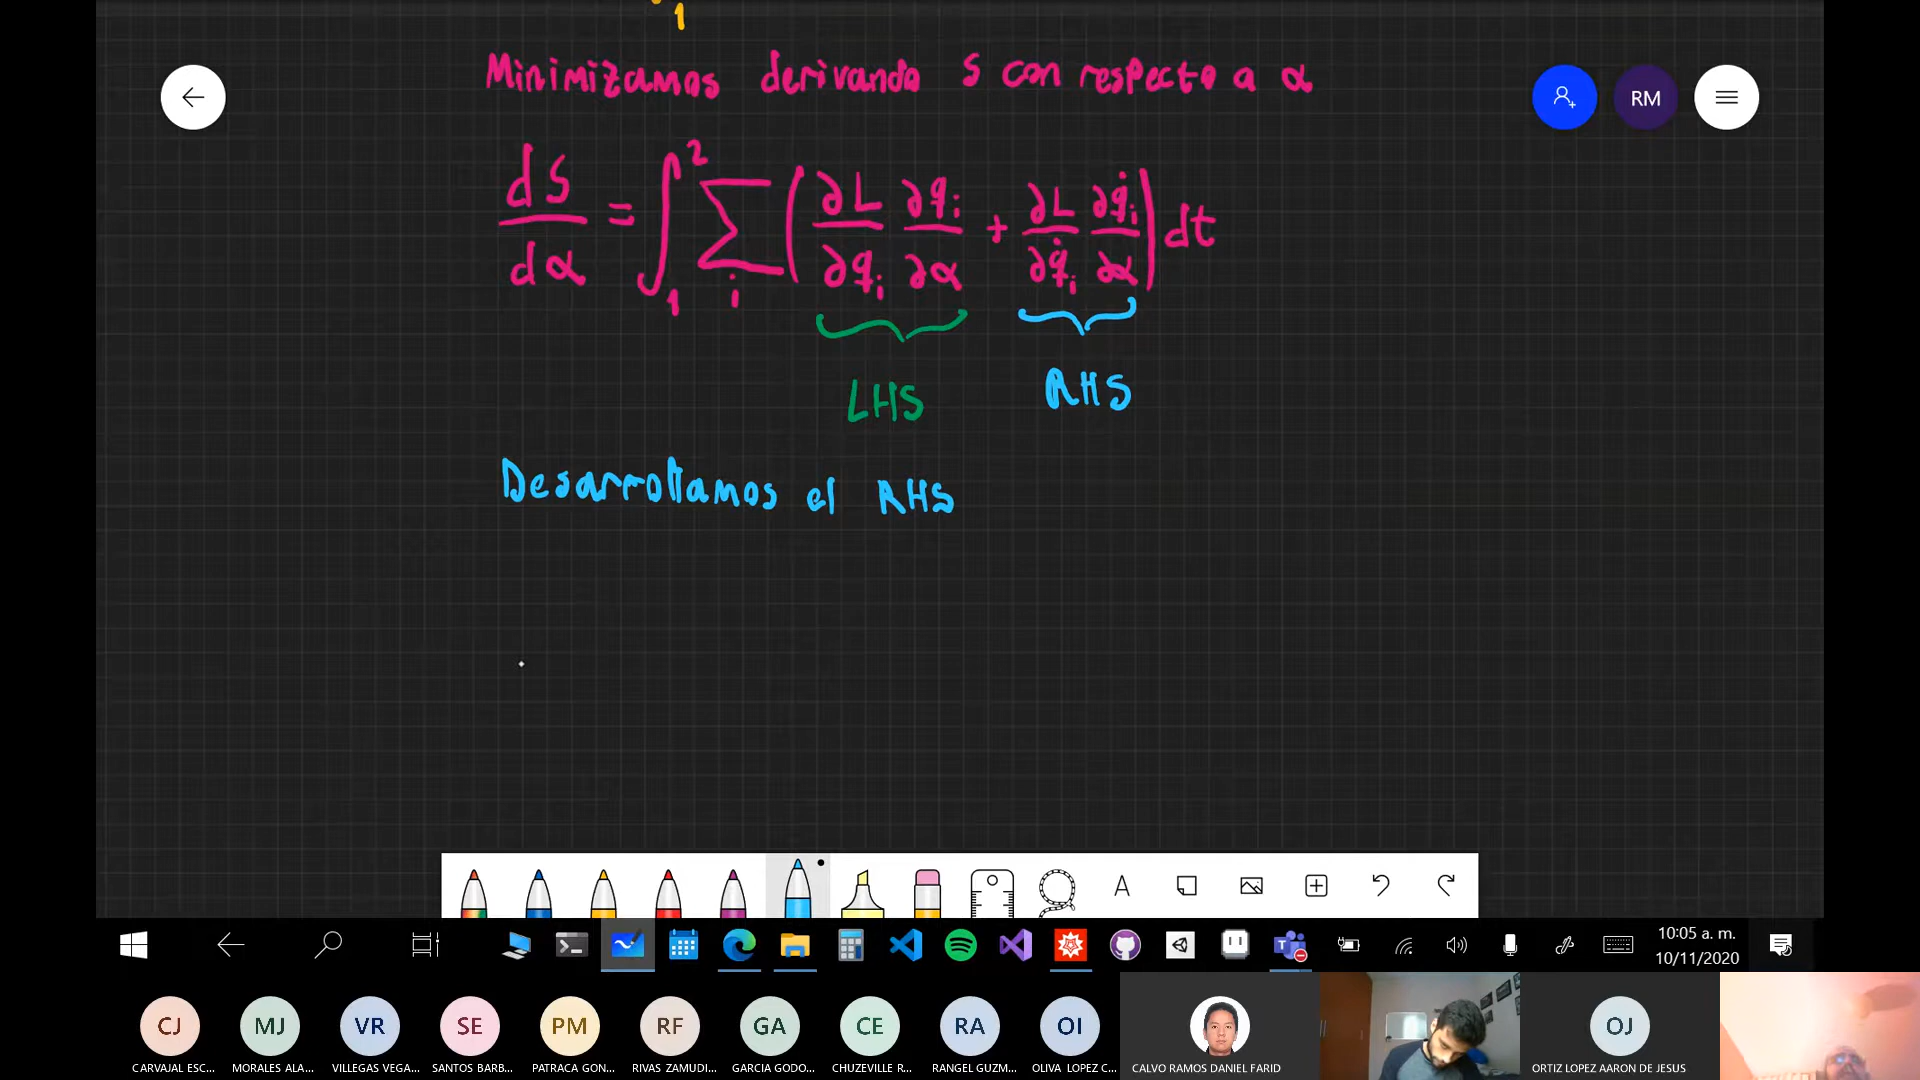 1
Minimizamos derivando S con respecto a α
dS/dα = ∫₁² Σᵢ (∂L/∂qᵢ ∂qᵢ/∂α + ∂L/∂q̇ᵢ ∂q̇ᵢ/∂α) dt
LHS RHS
Desarrollamos el RHS
RM
A
10:05 a. m.
10/11/2020
CJ MJ VR SE PM RF GA CE RA OI OJ
CARVAJAL ESC... MORALES ALA... VILLEGAS VEGA... SANTOS BARB... PATRACA GON... RIVAS ZAMUDI... GARCIA GODO... CHUZEVILLE R... RANGEL GUZM... OLIVA LOPEZ C... CALVO RAMOS DANIEL FARID ORTIZ LOPEZ AARON DE JESUS